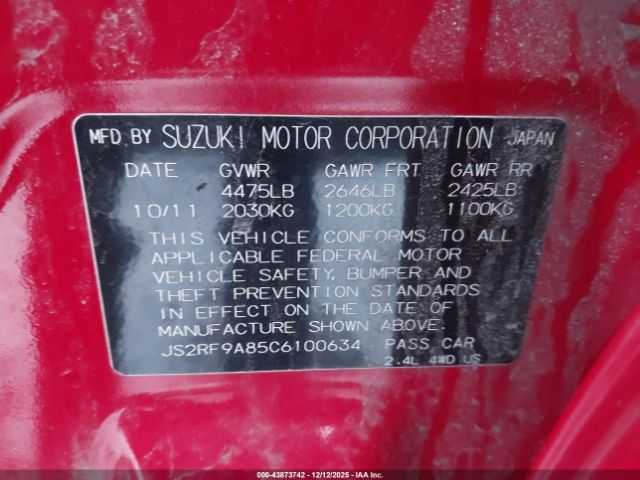 MFD.BY SUZUKI MOTOR CORPORATION JAPAN
DATE GVWR GAWR FRT GAWR RR
4475LB 2646LB 2425LB
10/11 2030KG 1200KG 1100KG
THIS VEHICLE CONFORMS TO ALL
APPLICABLE FEDERAL MOTOR
VEHICLE SAFETY, BUMPER AND
THEFT PREVENTION STANDARDS
IN EFFECT ON THE DATE OF
MANUFACTURE SHOWN ABOVE.
JS2RF9A85C6100634 PASS CAR
2.4L 4WD US
000-43873742 - 12/12/2025 - IAA Inc.